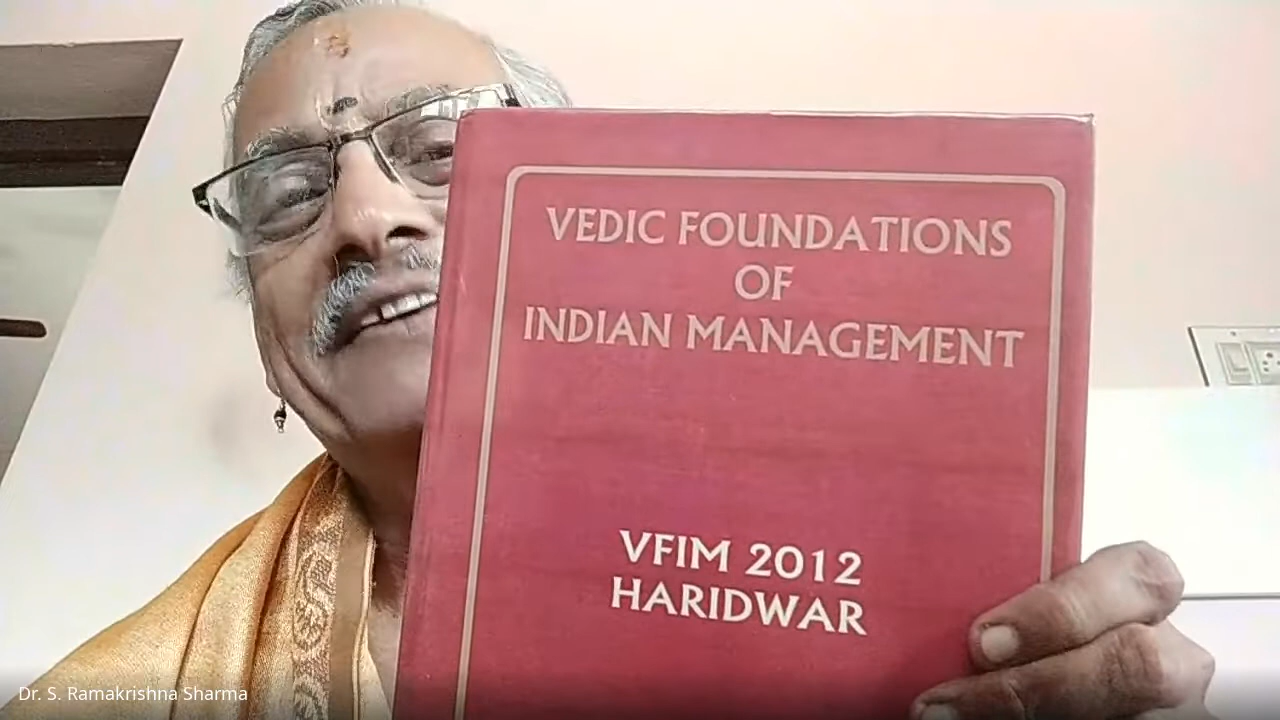 VEDIC FOUNDATIONS
OF
INDIAN MANAGEMENT
VFIM 2012
HARIDWAR
Dr. S. Ramakrishna Sharma